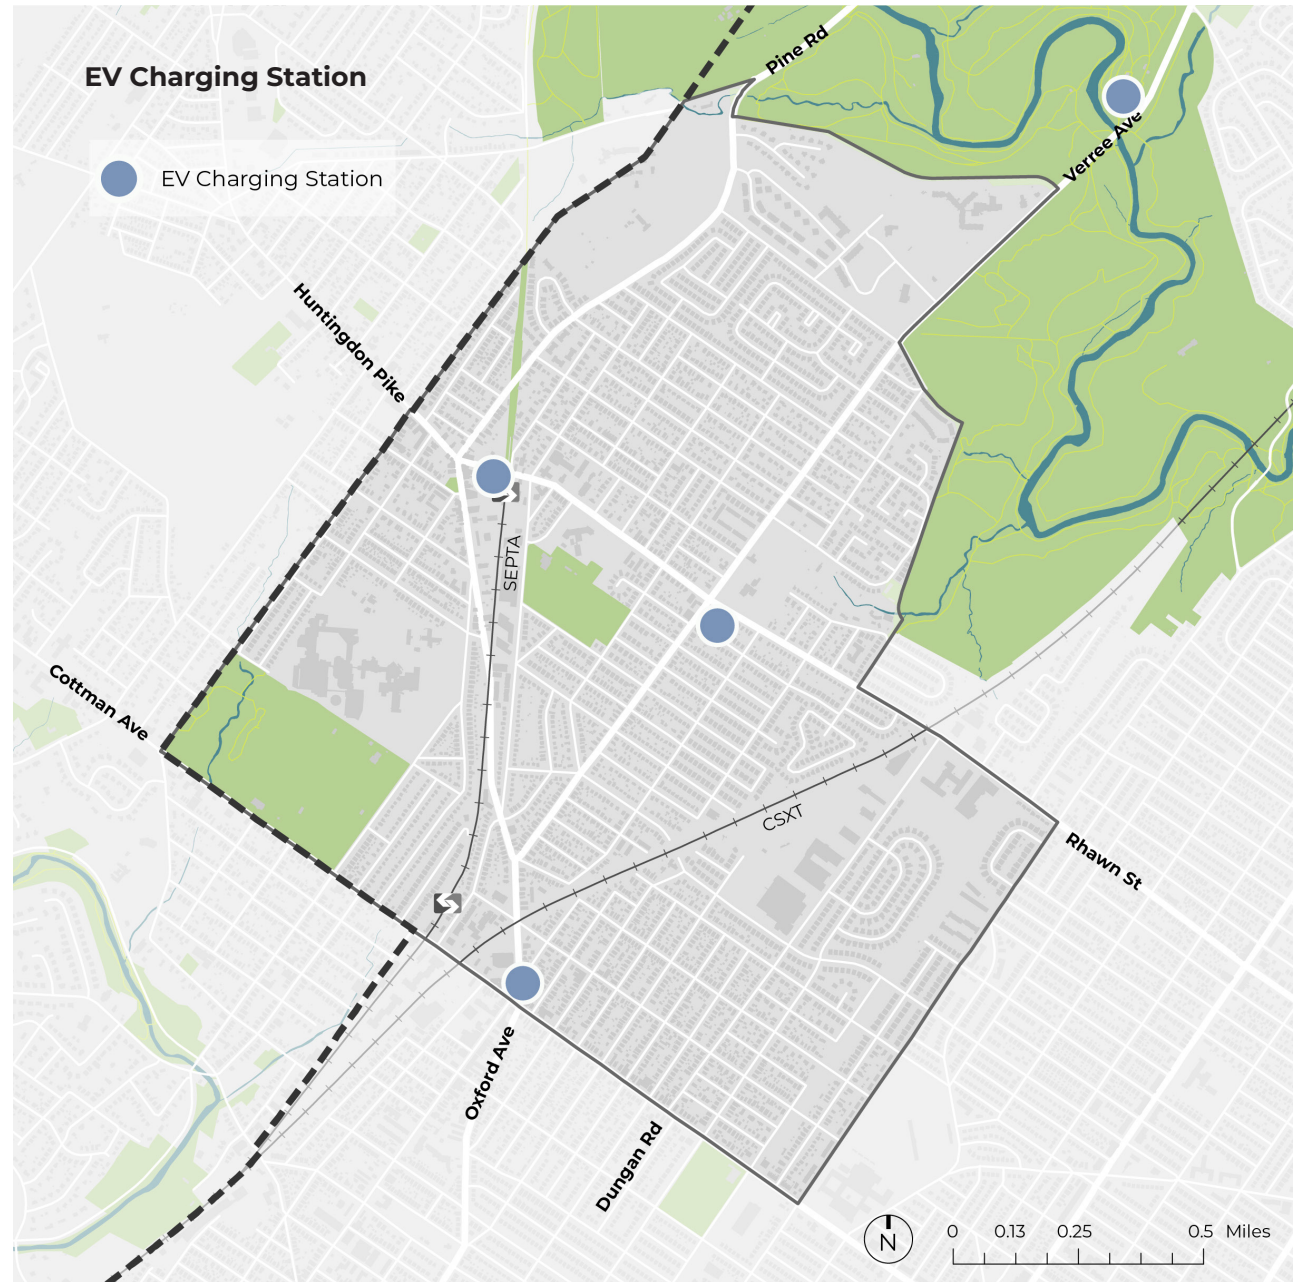 EV Charging Station
EV Charging Station
Pine Rd
Verree Ave
Huntingdon Pike
SEPTA
Cottman Ave
CSXT
Rhawn St
Oxford Ave
Dungan Rd
N
0 0.13 0.25 0.5 Miles